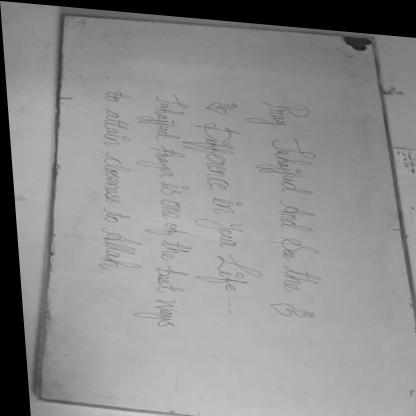 Pray Tahajjud And See the
Difference in Your Life....
Tahajjud Prayer is one of the best ways
to attain closeness to Allah